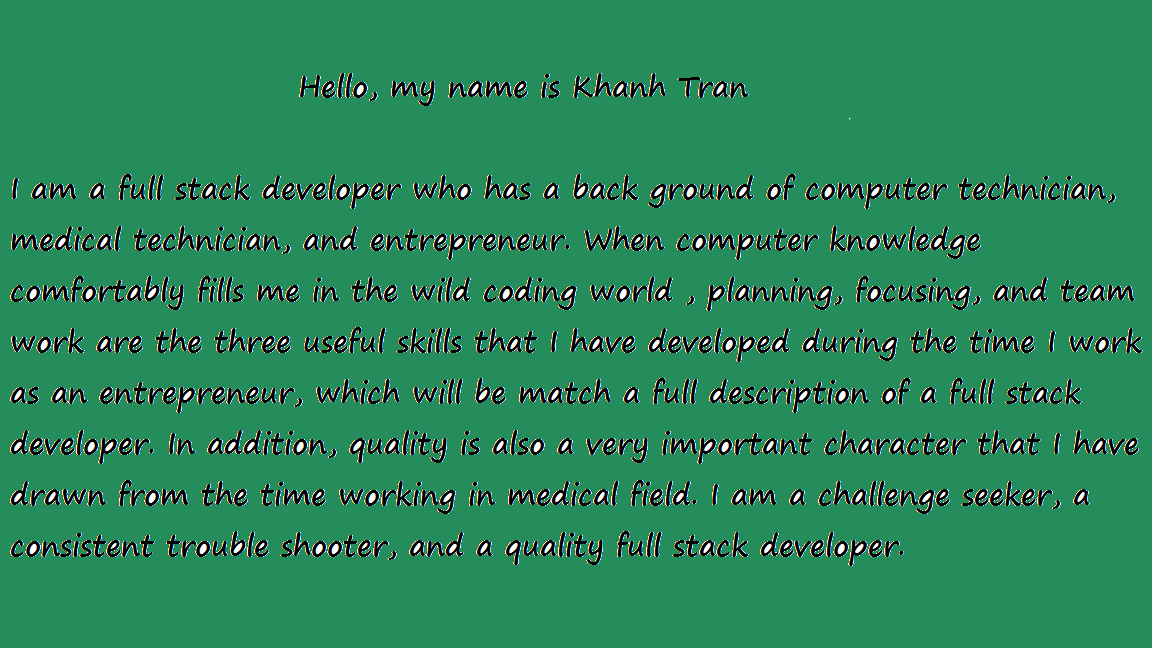 Hello, my name is Khanh Tran
I am a full stack developer who has a back ground of computer technician,
medical technician, and entrepreneur. When computer knowledge
comfortably fills me in the wild coding world , planning, focusing, and team
work are the three useful skills that I have developed during the time I work
as an entrepreneur, which will be match a full description of a full stack
developer. In addition, quality is also a very important character that I have
drawn from the time working in medical field. I am a challenge seeker, a
consistent trouble shooter, and a quality full stack developer.